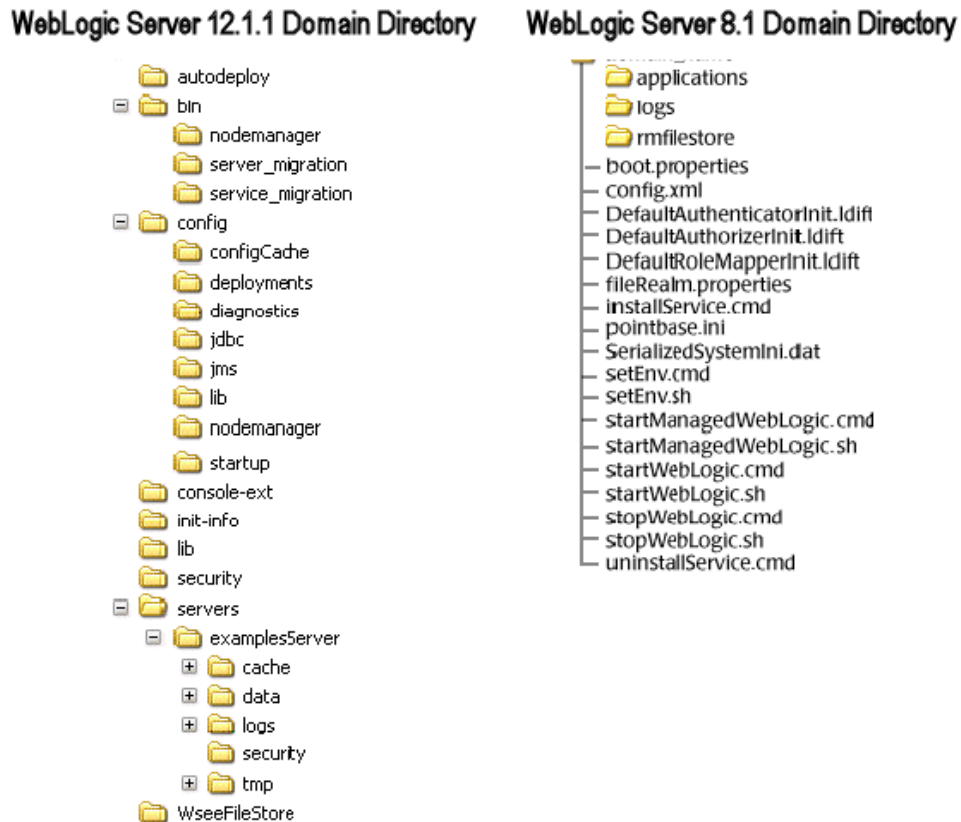 WebLogic Server 12.1.1 Domain Directory
autodeploy
bin
nodemanager
server_migration
service_migration
config
configCache
deployments
diagnostics
jdbc
jms
lib
nodemanager
startup
console-ext
init-info
lib
security
servers
examplesServer
cache
data
logs
security
tmp
WseeFileStore
WebLogic Server 8.1 Domain Directory
applications
logs
rmfilestore
boot.properties
config.xml
DefaultAuthenticatorInit.ldift
DefaultAuthorizerInit.ldift
DefaultRoleMapperInit.ldift
fileRealm.properties
installService.cmd
pointbase.ini
SerializedSystemIni.dat
setEnv.cmd
setEnv.sh
startManagedWebLogic.cmd
startManagedWebLogic.sh
startWebLogic.cmd
startWebLogic.sh
stopWebLogic.cmd
stopWebLogic.sh
uninstallService.cmd